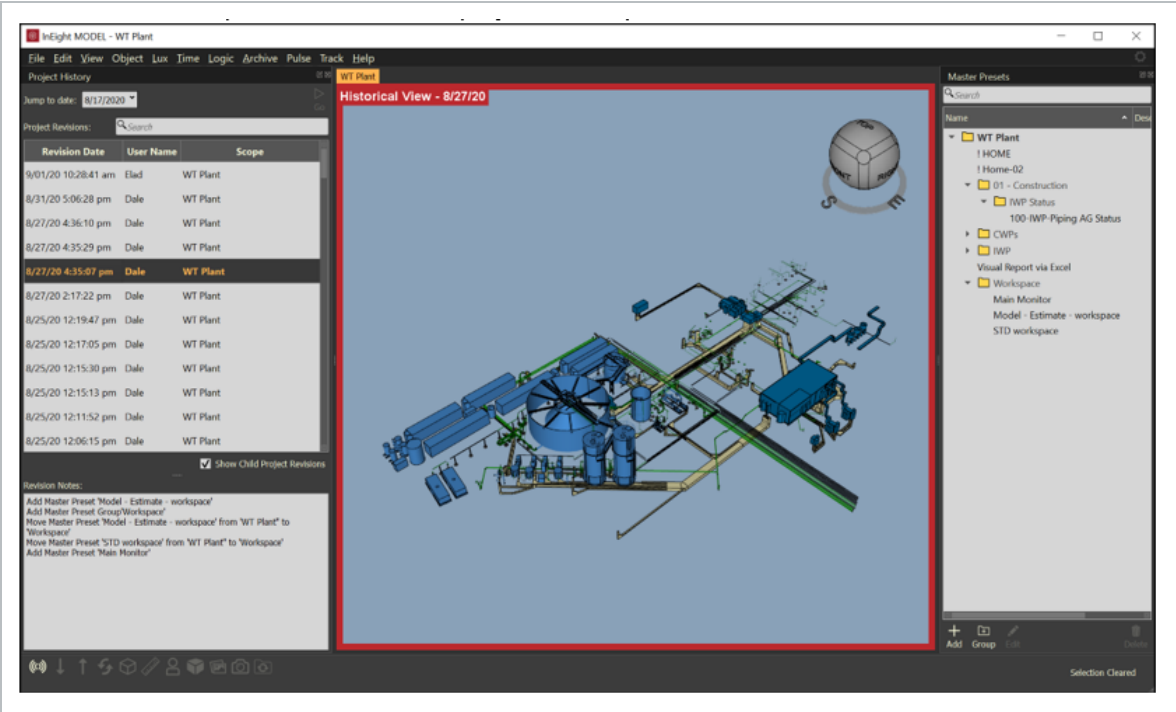 InEight MODEL - WT Plant
File Edit View Object Lux Time Logic Archive Pulse Track Help
Project History
Jump to date: 8/17/2020
Go
Project Revisions: Search
Revision Date User Name Scope
9/01/20 10:28:41 am Elad WT Plant
8/31/20 5:06:28 pm Dale WT Plant
8/27/20 4:36:10 pm Dale WT Plant
8/27/20 4:35:29 pm Dale WT Plant
8/27/20 4:35:07 pm Dale WT Plant
8/27/20 2:17:22 pm Dale WT Plant
8/25/20 12:19:47 pm Dale WT Plant
8/25/20 12:17:05 pm Dale WT Plant
8/25/20 12:15:30 pm Dale WT Plant
8/25/20 12:15:13 pm Dale WT Plant
8/25/20 12:11:52 pm Dale WT Plant
8/25/20 12:06:15 pm Dale WT Plant
Show Child Project Revisions
Revision Notes:
Add Master Preset 'Model - Estimate - workspace'
Add Master Preset Group'Workspace'
Move Master Preset 'Model - Estimate - workspace' from 'WT Plant" to
'Workspace'
Move Master Preset 'STD workspace' from 'WT Plant" to 'Workspace'
Add Master Preset 'Main Monitor'
WT Plant
Historical View - 8/27/20
TOP
FRONT
RIGHT
S
E
Master Presets
Search
Name Desc
WT Plant
! HOME
! Home-02
01 - Construction
IWP Status
100-IWP-Piping AG Status
CWPs
IWP
Visual Report via Excel
Workspace
Main Monitor
Model - Estimate - workspace
STD workspace
Add Group Edit Delete
Selection Cleared